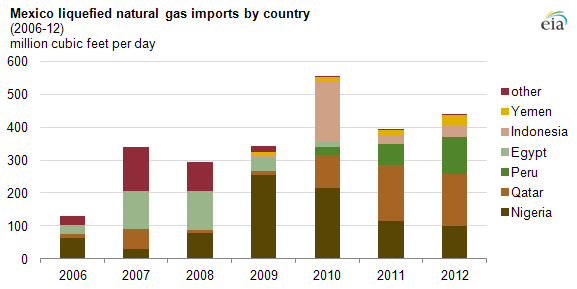 Mexico liquefied natural gas imports by country
(2006-12)
million cubic feet per day
eia
600
500
400
300
200
100
0
2006 2007 2008 2009 2010 2011 2012
other
Yemen
Indonesia
Egypt
Peru
Qatar
Nigeria